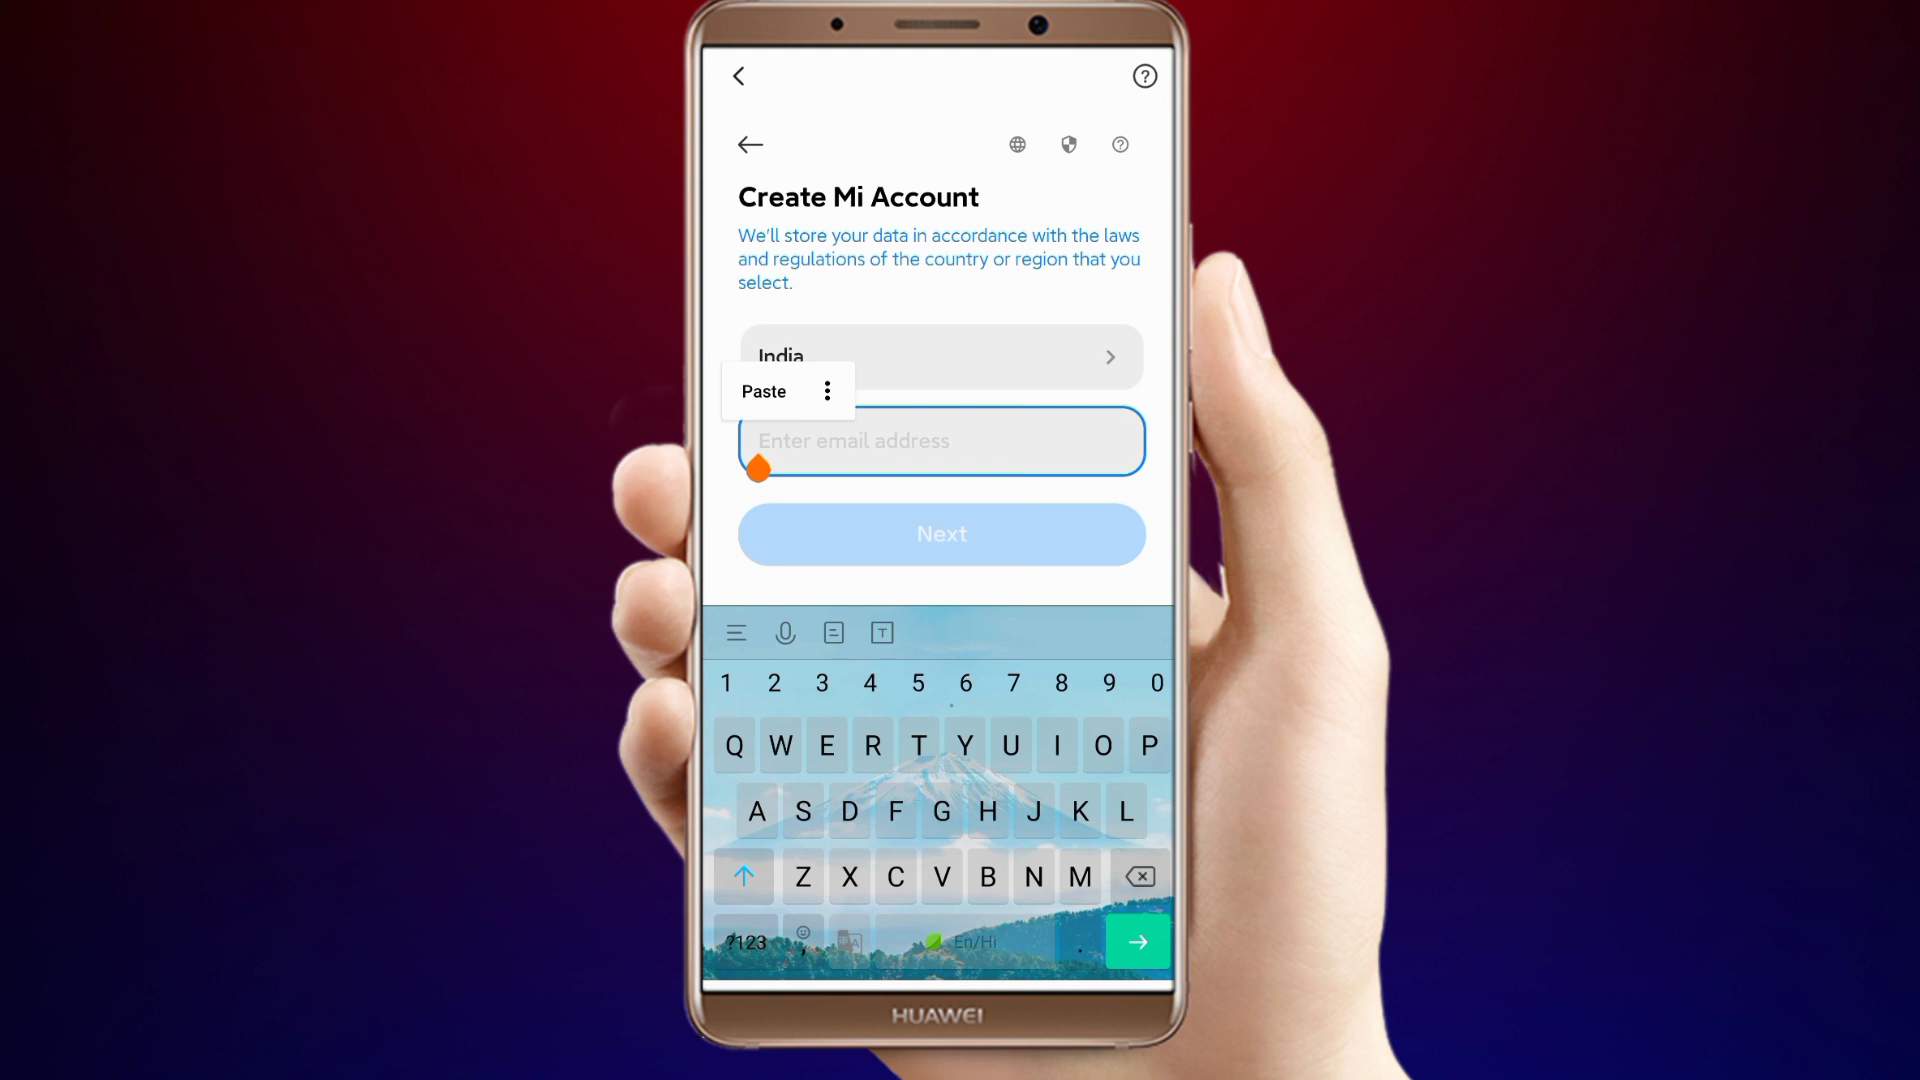 Create Mi Account
We'll store your data in accordance with the laws
and regulations of the country or region that you
select.
India
Paste
Enter email address
Next
T
1 2 3 4 5 6 7 8 9 0
Q W E R T Y U I O P
A S D F G H J K L
Z X C V B N M
?123 , En/Hi .
HUAWEI